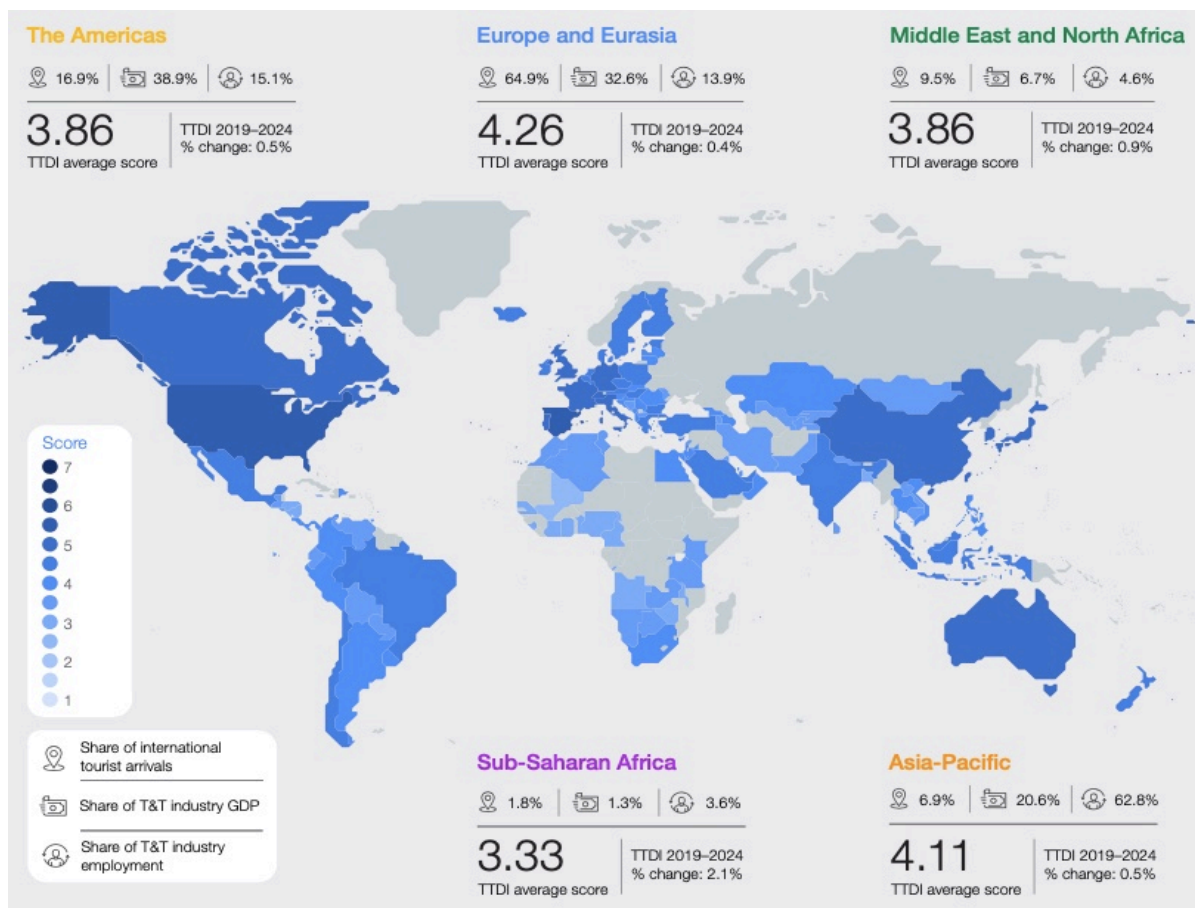 The Americas
16.9% 38.9% 15.1%
3.86
TTDI average score
TTDI 2019–2024
% change: 0.5%
Europe and Eurasia
64.9% 32.6% 13.9%
4.26
TTDI average score
TTDI 2019–2024
% change: 0.4%
Middle East and North Africa
9.5% 6.7% 4.6%
3.86
TTDI average score
TTDI 2019–2024
% change: 0.9%
Score
7
6
5
4
3
2
1
Share of international
tourist arrivals
Share of T&T industry GDP
Share of T&T industry
employment
Sub-Saharan Africa
1.8% 1.3% 3.6%
3.33
TTDI average score
TTDI 2019–2024
% change: 2.1%
Asia-Pacific
6.9% 20.6% 62.8%
4.11
TTDI average score
TTDI 2019–2024
% change: 0.5%